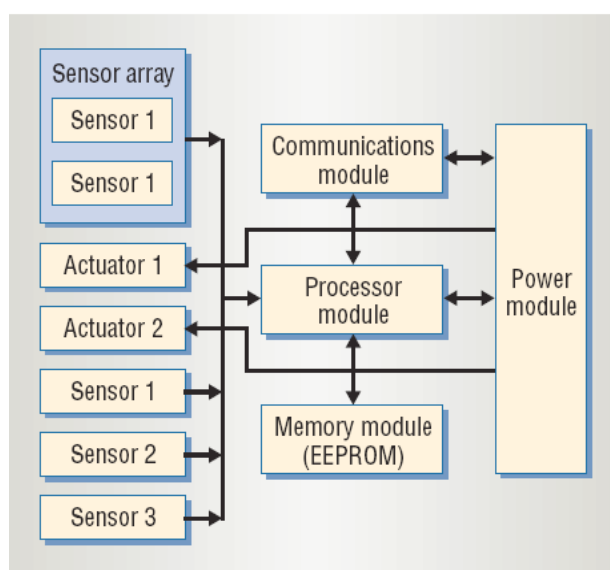 Sensor array
Sensor 1
Sensor 1
Actuator 1
Actuator 2
Sensor 1
Sensor 2
Sensor 3
Communications
module
Processor
module
Memory module
(EEPROM)
Power
module